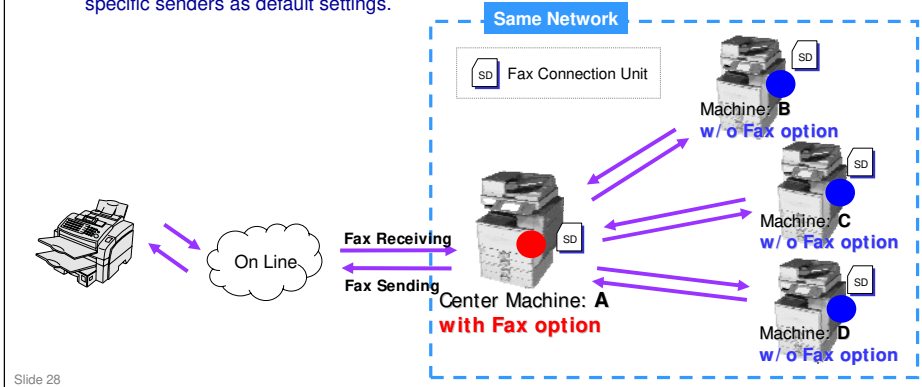 specific senders as default settings.
Same Network
SD Fax Connection Unit
SD
Machine: B
w/o Fax option
SD
Machine: C
w/o Fax option
SD
Machine: D
w/o Fax option
On Line
Fax Receiving
Fax Sending
SD
Center Machine: A
with Fax option
Slide 28